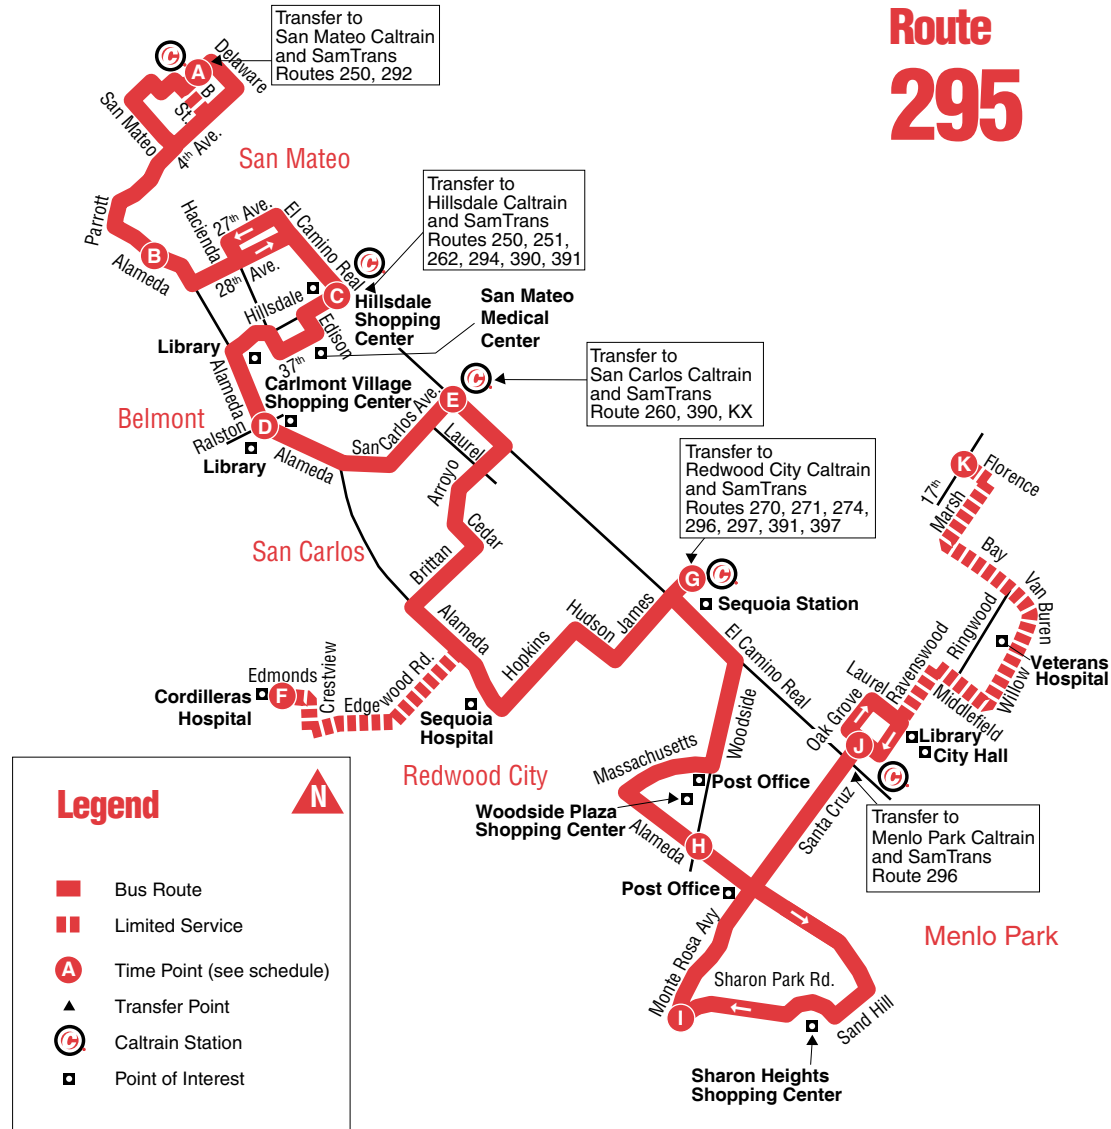 Route
295
Transfer to
San Mateo Caltrain
and SamTrans
Routes 250, 292
A
Delaware
B
St.
San Mateo
4th Ave.
San Mateo
Parrott
B
Alameda
Hacienda
27th Ave.
28th Ave.
El Camino Real
Transfer to
Hillsdale Caltrain
and SamTrans
Routes 250, 251,
262, 294, 390, 391
C
Hillsdale
Hillsdale
Shopping
Center
Edison
37th
San Mateo
Medical
Center
Library
Alameda
Carlmont Village
Shopping Center
Belmont
Ralston
D
Library
Alameda
San Carlos Ave.
E
Transfer to
San Carlos Caltrain
and SamTrans
Route 260, 390, KX
Laurel
Arroyo
Cedar
Brittan
San Carlos
Alameda
Transfer to
Redwood City Caltrain
and SamTrans
Routes 270, 271, 274,
296, 297, 391, 397
G
Sequoia Station
Hopkins
Hudson
James
El Camino Real
Edmonds
F
Crestview
Edgewood Rd.
Cordilleras
Hospital
Sequoia
Hospital
Redwood City
Woodside
Massachusetts
Post Office
Woodside Plaza
Shopping Center
Alameda
H
Post Office
K
Florence
17th
Marsh
Bay
Van
Buren
Ringwood
Veterans
Hospital
Willow
Middlefield
Ravenswood
Laurel
Oak Grove
J
Library
City Hall
Santa Cruz
Transfer to
Menlo Park Caltrain
and SamTrans
Route 296
Menlo Park
Monte Rosa Avy
Sharon Park Rd.
I
Sand Hill
Sharon Heights
Shopping Center
Legend
N
Bus Route
Limited Service
A
Time Point (see schedule)
Transfer Point
Caltrain Station
Point of Interest